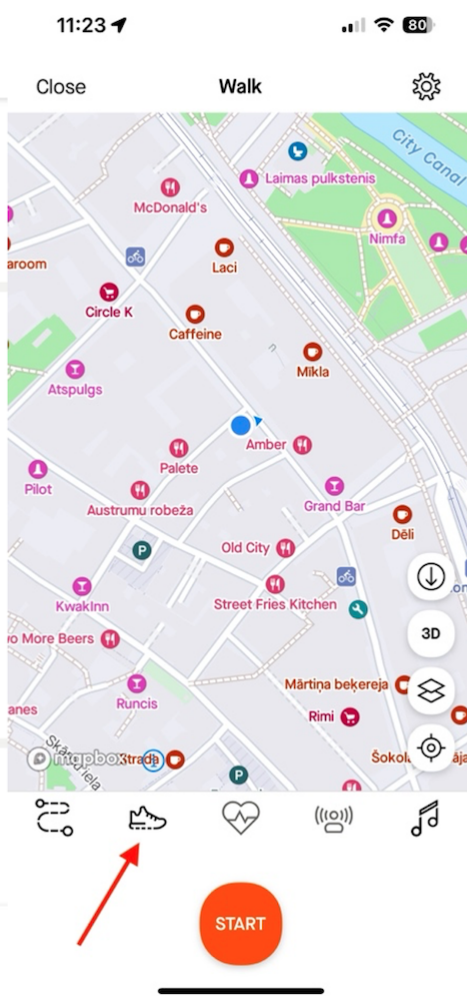 11:23
80
Close
Walk
City Canal
Laimas pulkstenis
McDonald's
Nimfa
aroom
Laci
Circle K
Caffeine
Mīkla
Atspulgs
Amber
Palete
Pilot
Grand Bar
Austrumu robeža
Dēli
P
Old City
KwakInn
Street Fries Kitchen
3D
wo More Beers
Mārtiņa beķereja
Runcis
anes
Rimi
mapbox
Strada
P
START